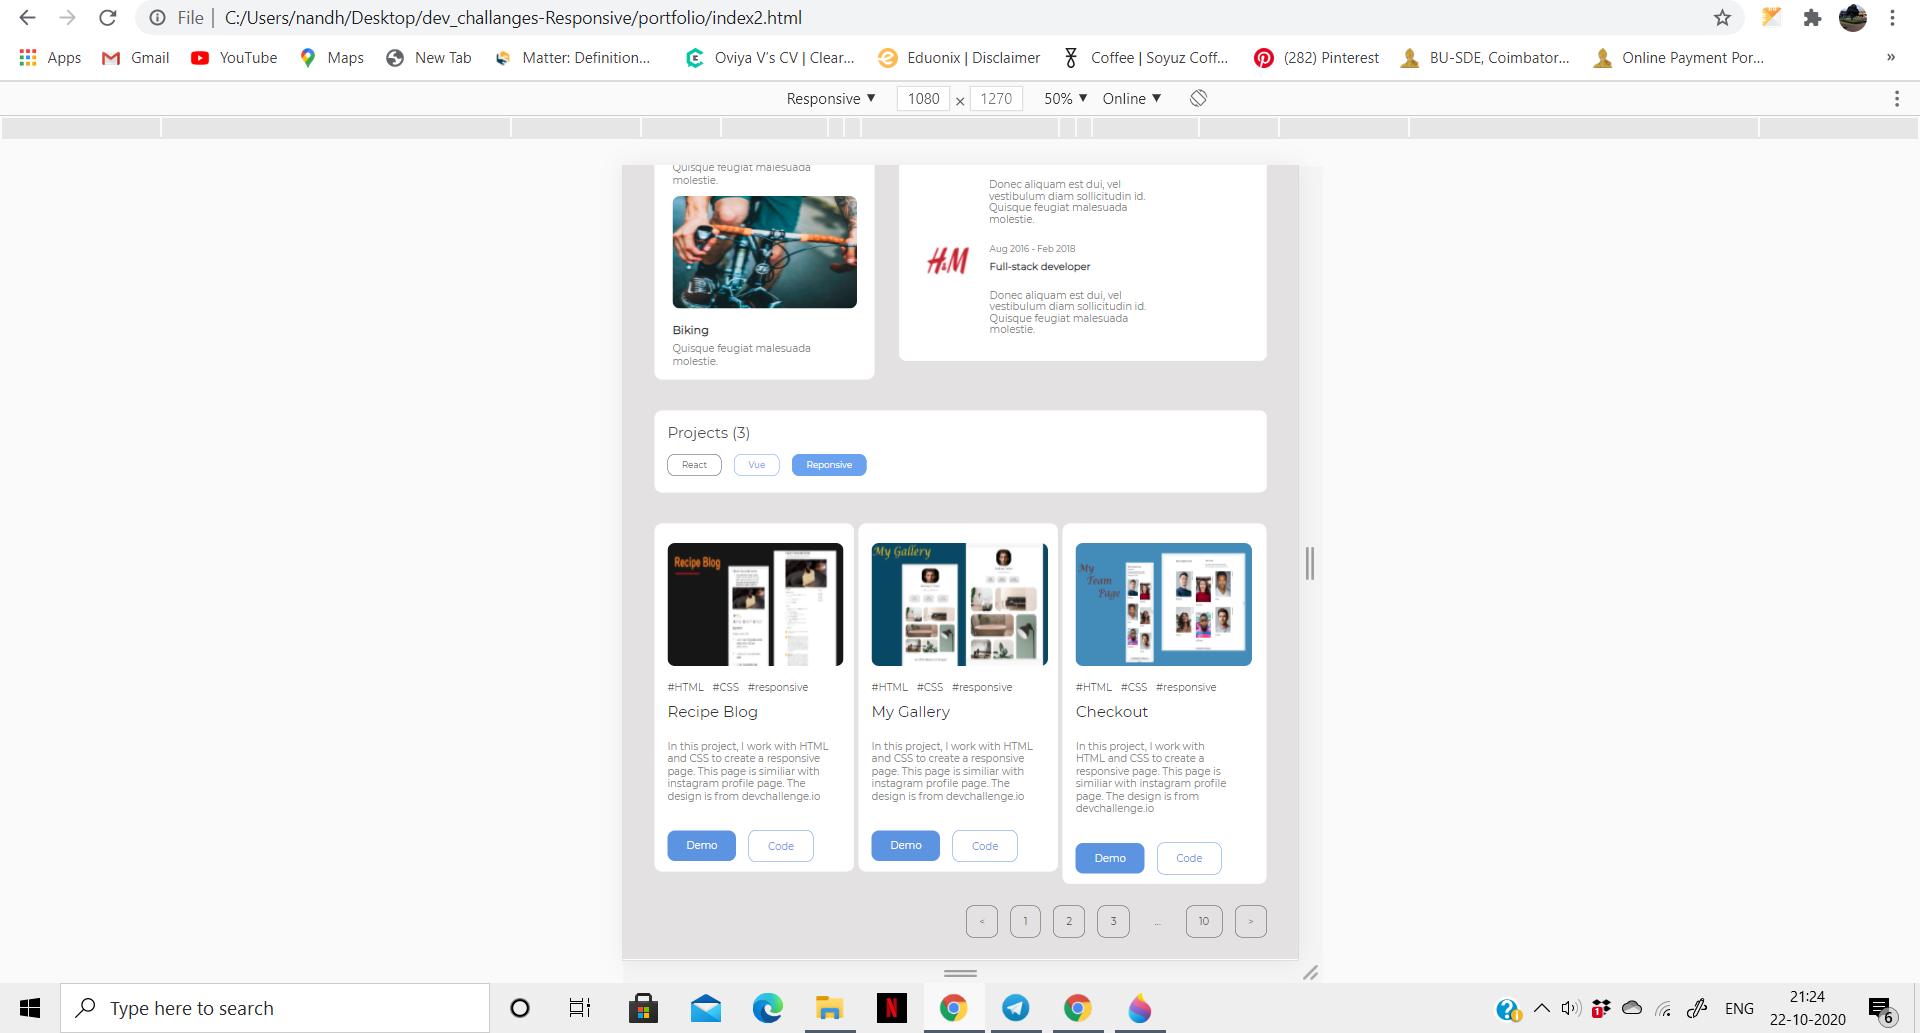 File | C:/Users/nandh/Desktop/dev_challanges-Responsive/portfolio/index2.html
Apps Gmail YouTube Maps New Tab Matter: Definition... Oviya V's CV | Clear... Eduonix | Disclaimer Coffee | Soyuz Coff... (282) Pinterest BU-SDE, Coimbator... Online Payment Por... »
Responsive ▼ 1080 × 1270 50% ▼ Online ▼
Quisque feugiat malesuada
molestie.
Biking
Quisque feugiat malesuada
molestie.
Donec aliquam est dui, vel
vestibulum diam sollicitudin id.
Quisque feugiat malesuada
molestie.
H&M
Aug 2016 - Feb 2018
Full-stack developer
Donec aliquam est dui, vel
vestibulum diam sollicitudin id.
Quisque feugiat malesuada
molestie.
Projects (3)
React Vue Reponsive
Recipe Blog
#HTML #CSS #responsive
Recipe Blog
In this project, I work with HTML
and CSS to create a responsive
page. This page is similiar with
instagram profile page. The
design is from devchallenge.io
Demo Code
My Gallery
#HTML #CSS #responsive
My Gallery
In this project, I work with HTML
and CSS to create a responsive
page. This page is similiar with
instagram profile page. The
design is from devchallenge.io
Demo Code
My
Team
Page
#HTML #CSS #responsive
Checkout
In this project, I work with
HTML and CSS to create a
responsive page. This page is
similiar with instagram profile
page. The design is from
devchallenge.io
Demo Code
< 1 2 3 ... 10 >
Type here to search
ENG
21:24
22-10-2020
6